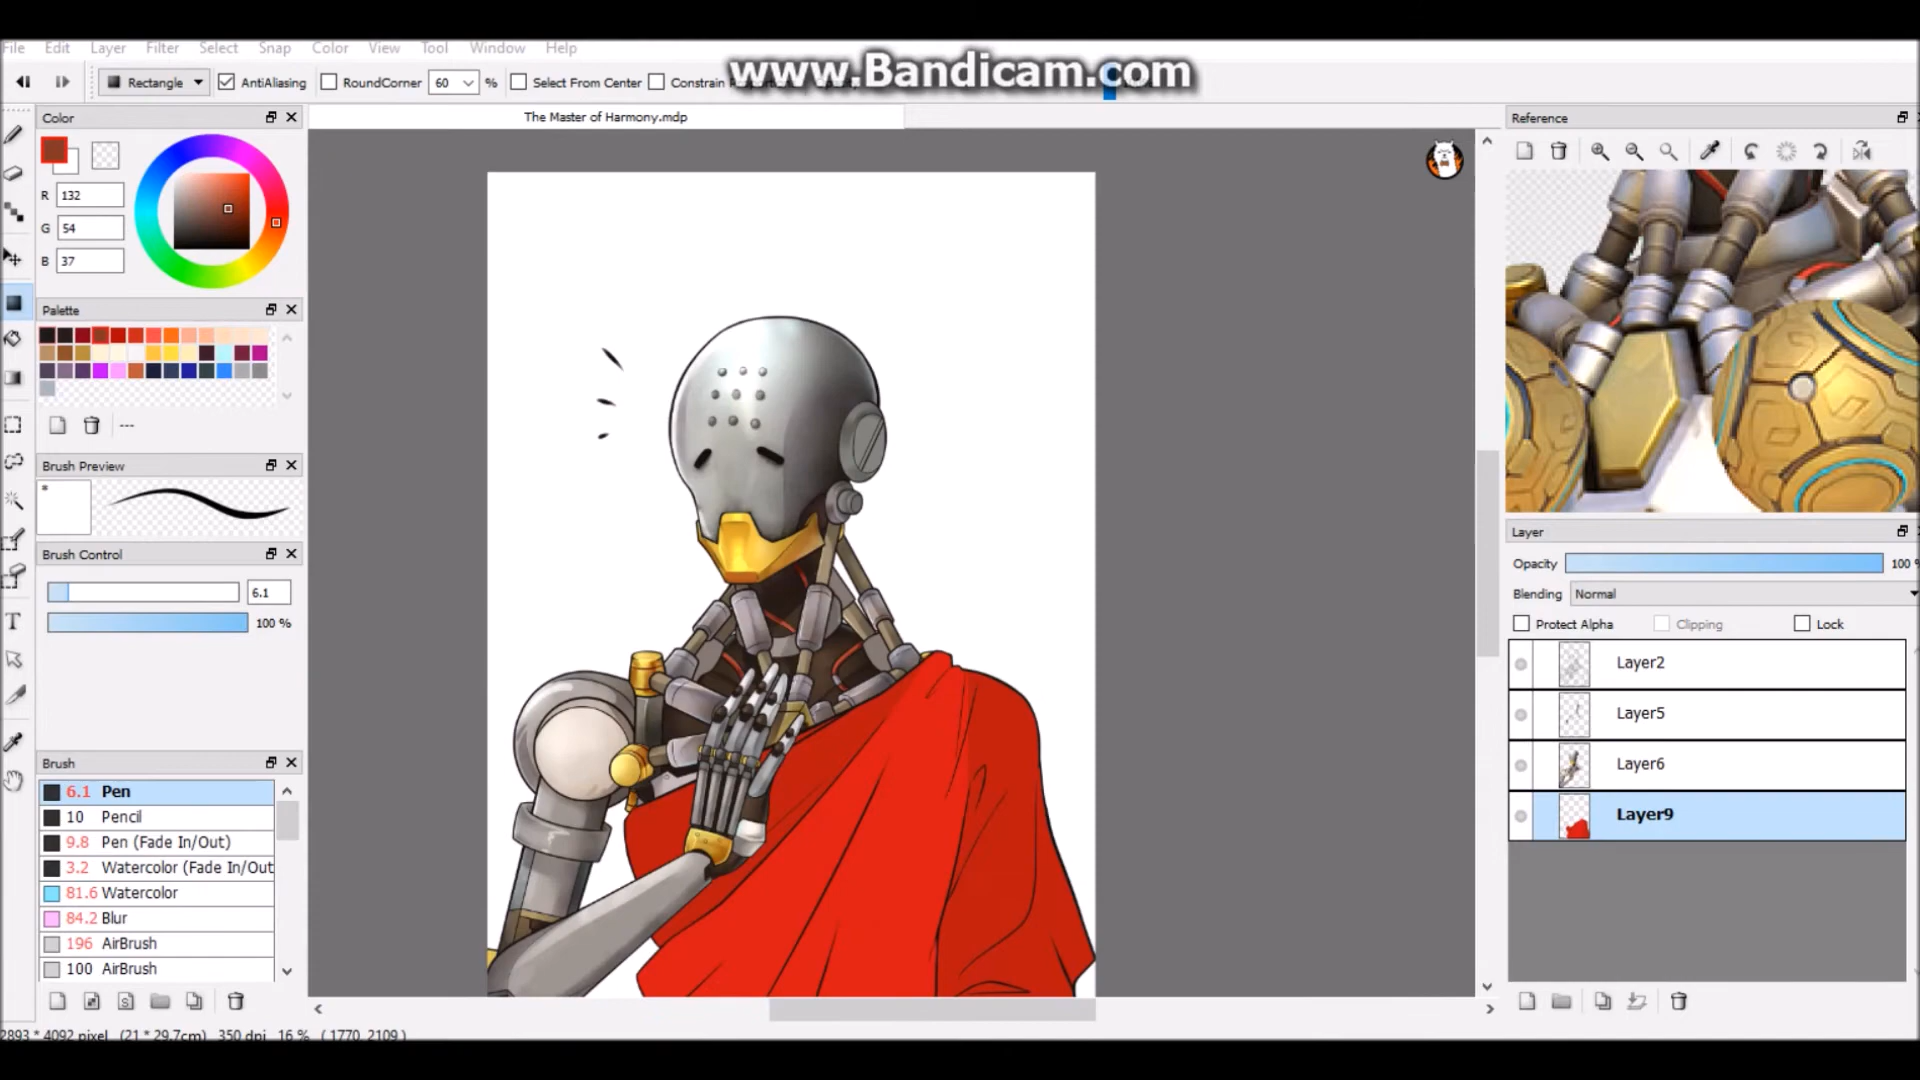 File Edit Layer Filter Select Snap Color View Tool Window Help
www.Bandicam.com
Rectangle AntiAliasing RoundCorner 60 % Select From Center Constrain
Color
The Master of Harmony.mdp
Reference
R 132
G 54
B 37
Palette
---
Brush Preview
*
Brush Control
6.1
100 %
Layer
Opacity 100 %
Blending Normal
Protect Alpha Clipping Lock
Layer2
Layer5
Layer6
Layer9
Brush
6.1 Pen
10 Pencil
9.8 Pen (Fade In/Out)
3.2 Watercolor (Fade In/Out
81.6 Watercolor
84.2 Blur
196 AirBrush
100 AirBrush
2893 * 4092 pixel (21 * 29.7cm) 350 dpi 16 % ( 1770, 2109 )